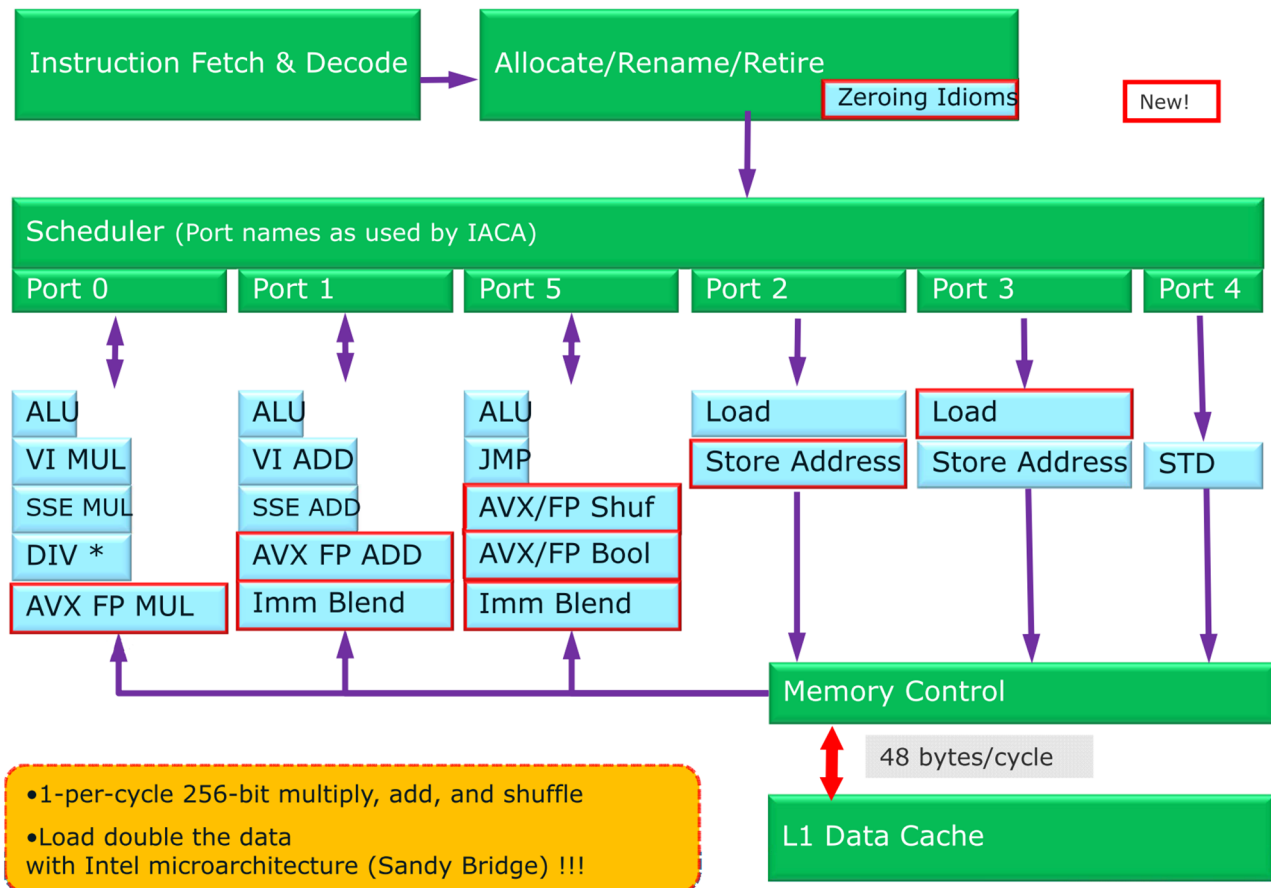 Instruction Fetch & Decode
Allocate/Rename/Retire
Zeroing Idioms
New!
Scheduler (Port names as used by IACA)
Port 0
Port 1
Port 5
Port 2
Port 3
Port 4
ALU
VI MUL
SSE MUL
DIV *
AVX FP MUL
ALU
VI ADD
SSE ADD
AVX FP ADD
Imm Blend
ALU
JMP
AVX/FP Shuf
AVX/FP Bool
Imm Blend
Load
Store Address
Load
Store Address
STD
Memory Control
48 bytes/cycle
L1 Data Cache
•1-per-cycle 256-bit multiply, add, and shuffle
•Load double the data
with Intel microarchitecture (Sandy Bridge) !!!